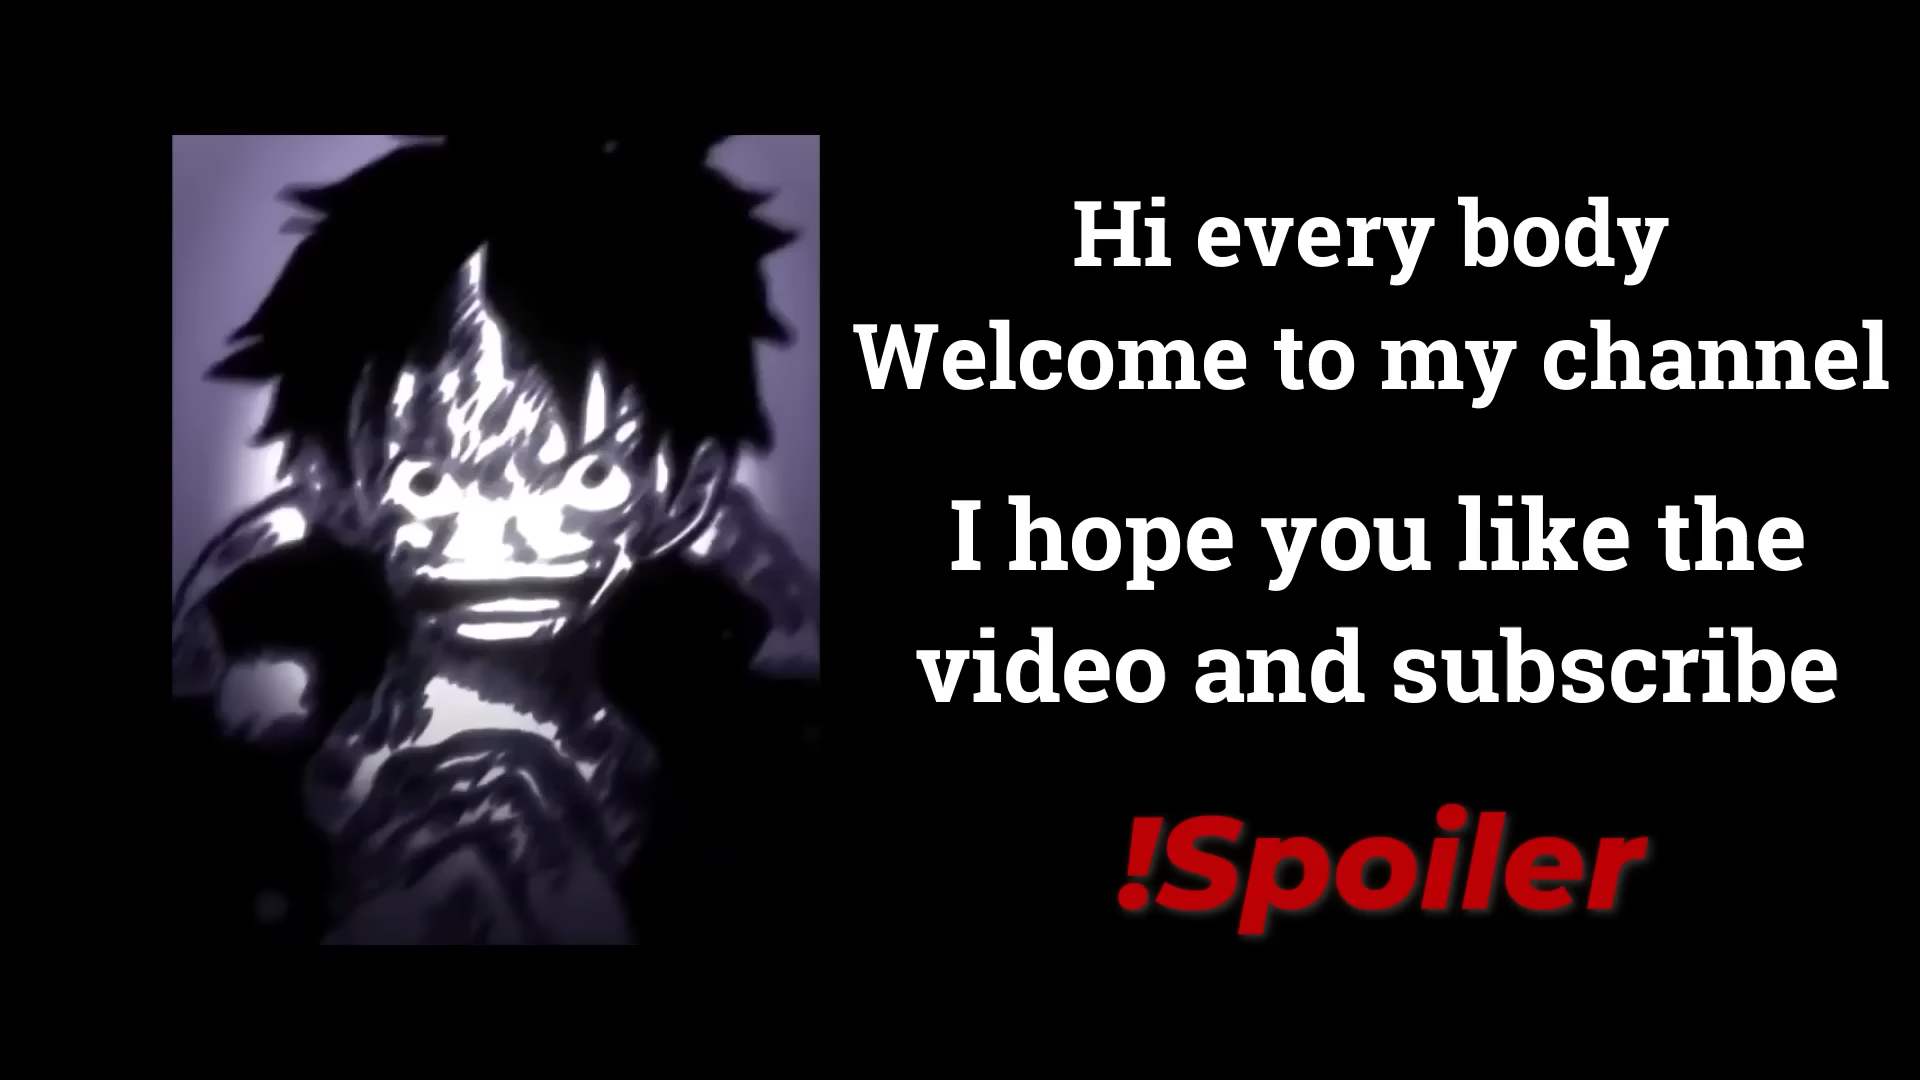 Hi every body
Welcome to my channel
I hope you like the
video and subscribe
!Spoiler